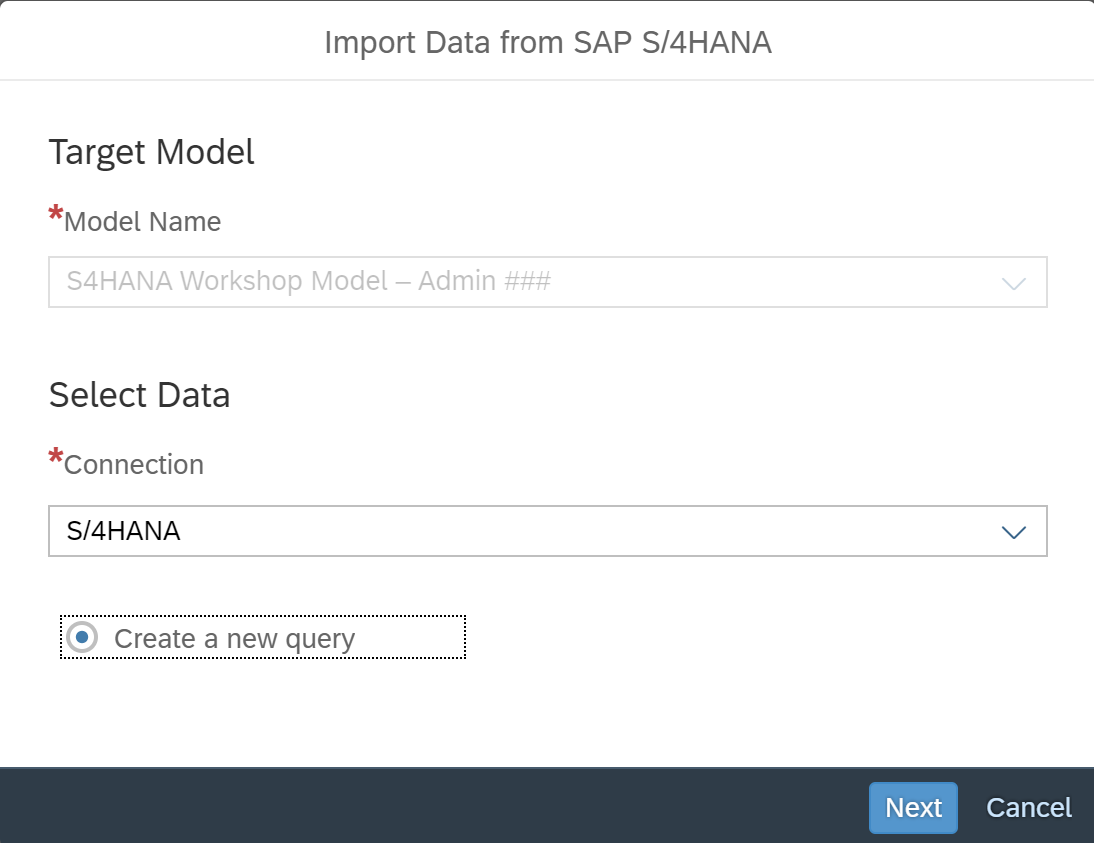 Import Data from SAP S/4HANA
Target Model
*Model Name
S4HANA Workshop Model – Admin ###
Select Data
*Connection
S/4HANA
Create a new query
Next Cancel